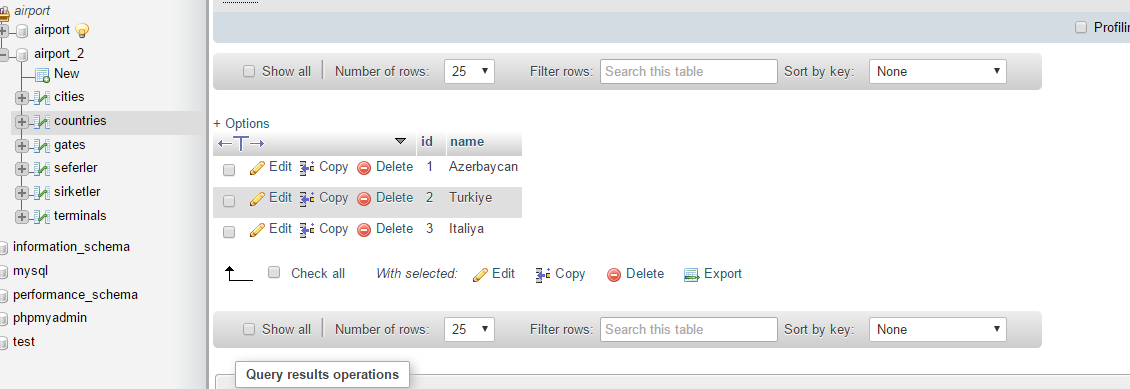 airport
airport
airport_2
New
cities
countries
gates
seferler
sirketler
terminals
information_schema
mysql
performance_schema
phpmyadmin
test
Profilin
Show all Number of rows: 25 Filter rows: Search this table Sort by key: None
+ Options
id name
Edit Copy Delete 1 Azerbaycan
Edit Copy Delete 2 Turkiye
Edit Copy Delete 3 Italiya
Check all With selected: Edit Copy Delete Export
Show all Number of rows: 25 Filter rows: Search this table Sort by key: None
Query results operations